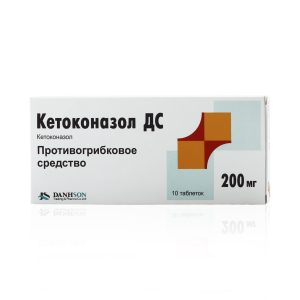 Кетоконазол ДС
Кетоконазол
Противогрибковое
средство
10 таблеток
200 мг
DANHSON